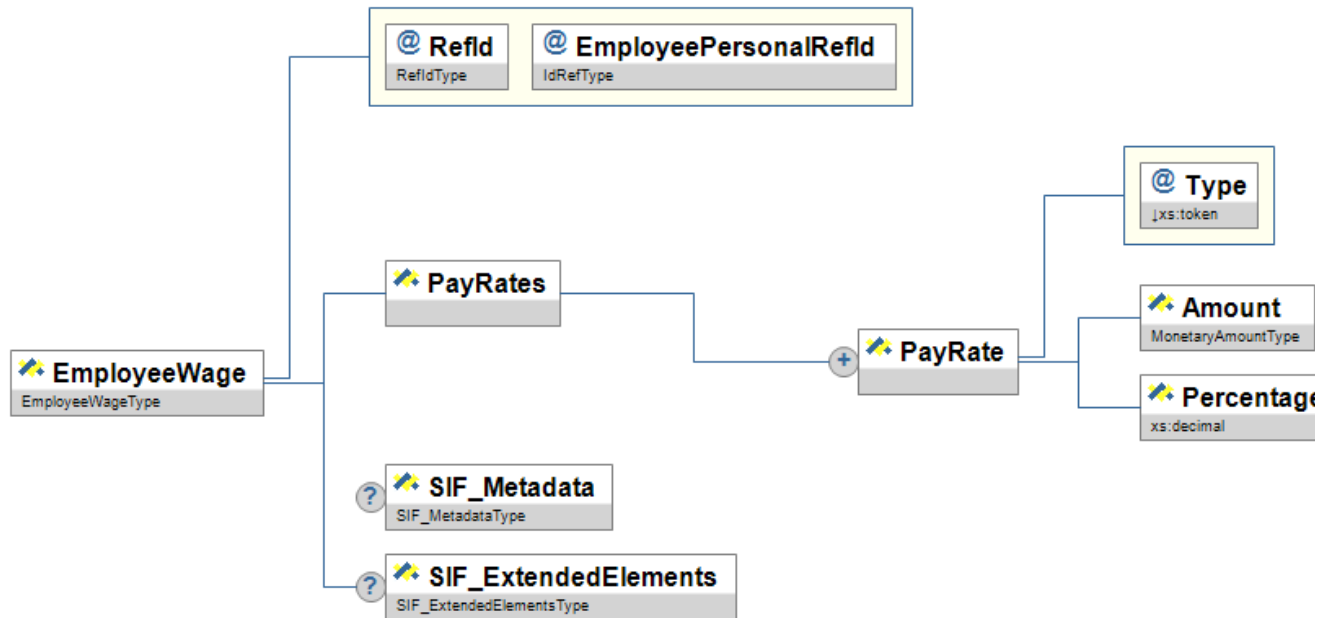 @ RefId
RefIdType
@ EmployeePersonalRefId
IdRefType
@ Type
↓xs:token
PayRates
Amount
MonetaryAmountType
+ PayRate
EmployeeWage
EmployeeWageType
Percentage
xs:decimal
? SIF_Metadata
SIF_MetadataType
? SIF_ExtendedElements
SIF_ExtendedElementsType